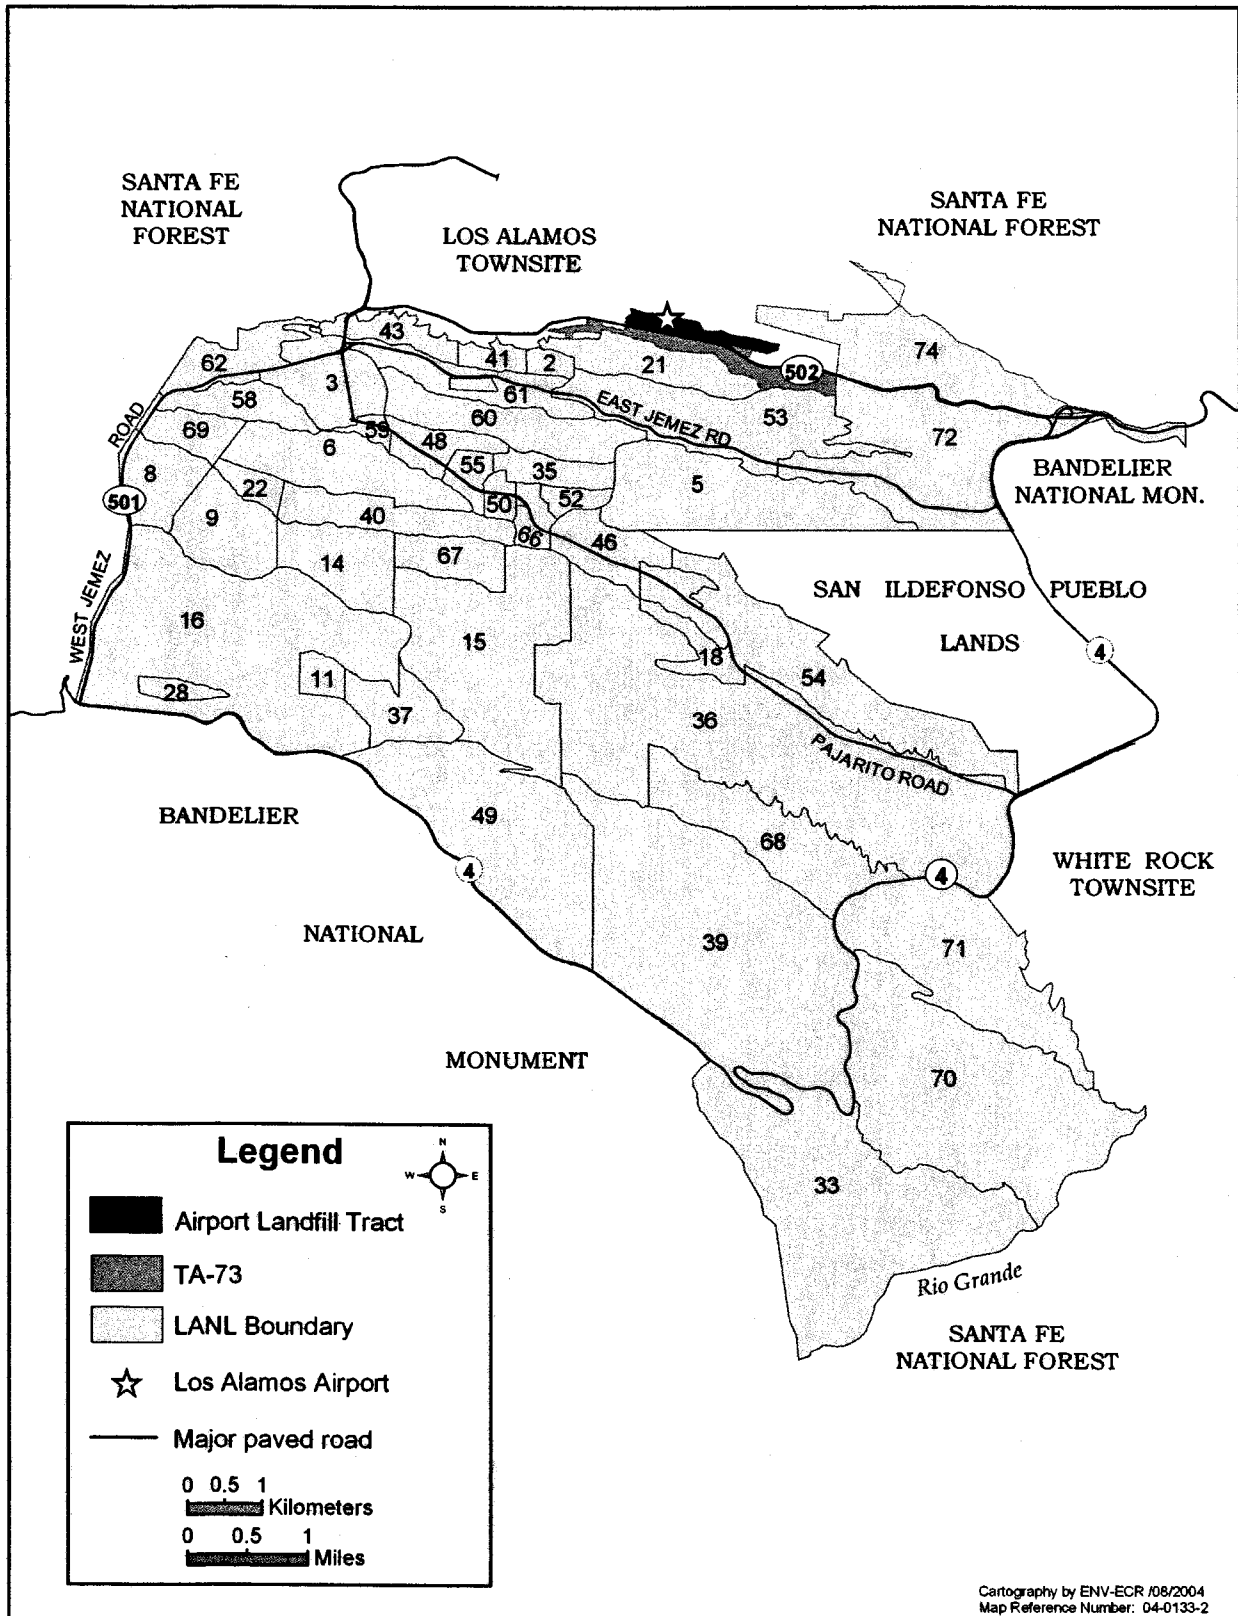 SANTA FE
NATIONAL
FOREST
LOS ALAMOS
TOWNSITE
SANTA FE
NATIONAL FOREST
43
62
41
2
21
74
502
3
58
61
EAST JEMEZ RD
53
ROAD
69
59
60
48
6
72
55
35
5
BANDELIER
NATIONAL MON.
8
501
22
9
50
52
40
66
46
14
67
WEST JEMEZ
16
15
SAN ILDEFONSO PUEBLO
LANDS
4
18
54
11
28
37
36
PAJARITO ROAD
BANDELIER
49
68
4
4
WHITE ROCK
TOWNSITE
NATIONAL
39
71
MONUMENT
70
33
Rio Grande
SANTA FE
NATIONAL FOREST
Legend
N
W E
S
Airport Landfill Tract
TA-73
LANL Boundary
Los Alamos Airport
Major paved road
0 0.5 1
Kilometers
0 0.5 1
Miles
Cartography by ENV-ECR /08/2004
Map Reference Number: 04-0133-2